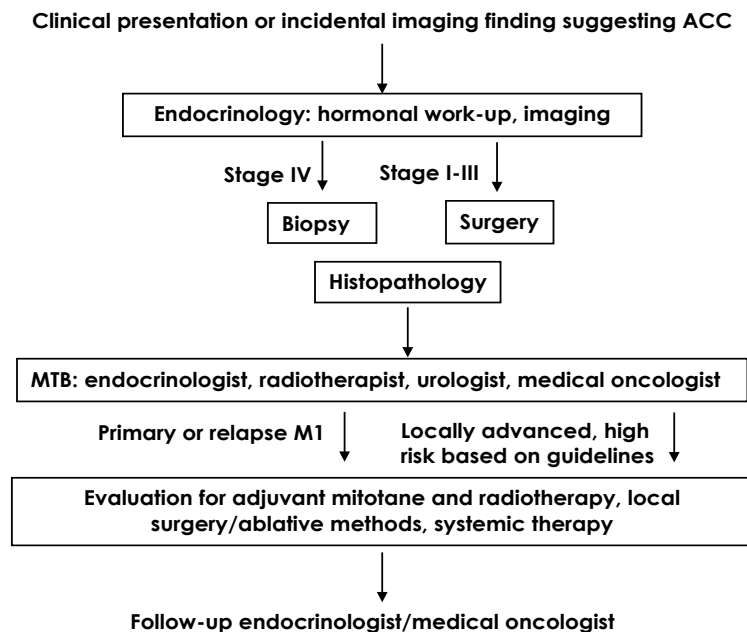 Clinical presentation or incidental imaging finding suggesting ACC
Endocrinology: hormonal work-up, imaging
Stage IV
Stage I-III
Biopsy
Surgery
Histopathology
MTB: endocrinologist, radiotherapist, urologist, medical oncologist
Primary or relapse M1
Locally advanced, high
risk based on guidelines
Evaluation for adjuvant mitotane and radiotherapy, local
surgery/ablative methods, systemic therapy
Follow-up endocrinologist/medical oncologist